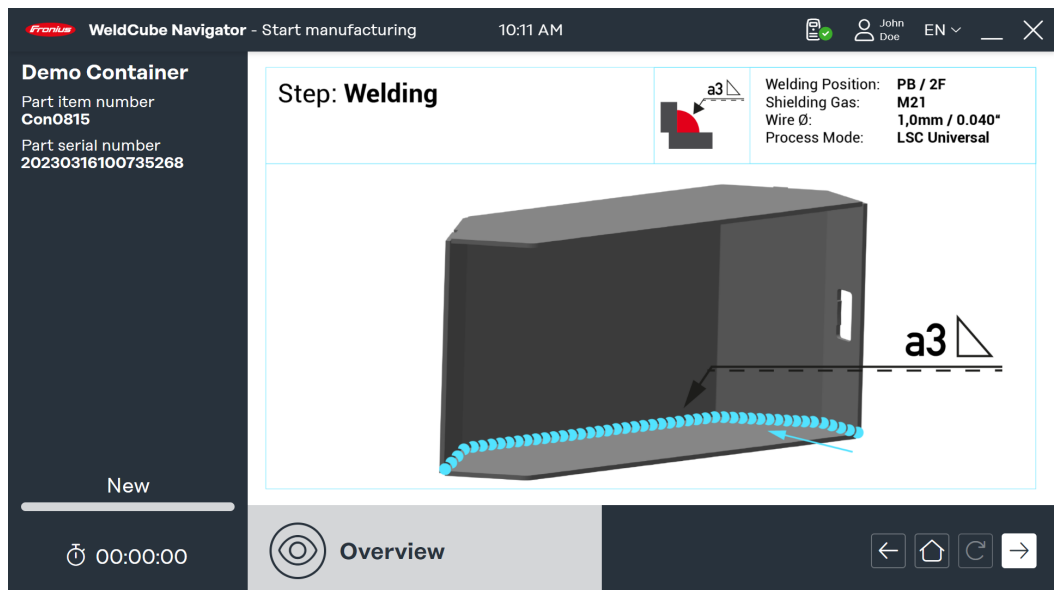 Fronius WeldCube Navigator - Start manufacturing 10:11 AM John Doe EN
Demo Container
Part item number
Con0815
Part serial number
20230316100735268
New
00:00:00
Step: Welding
a3
Welding Position: PB / 2F
Shielding Gas: M21
Wire Ø: 1,0mm / 0.040“
Process Mode: LSC Universal
a3
Overview